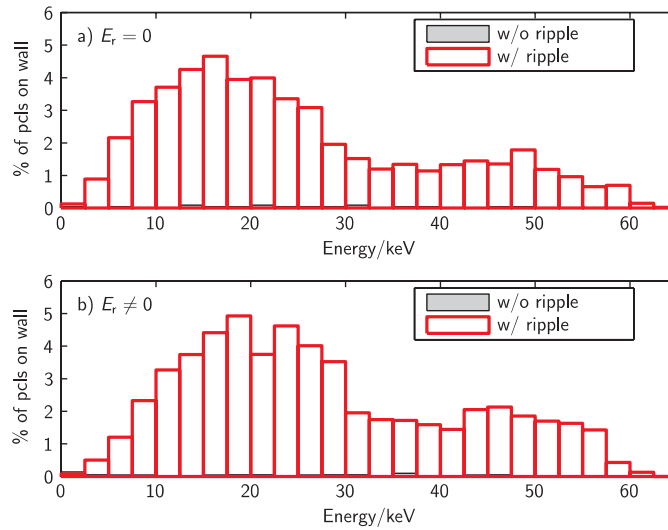 6
5
4
3
2
1
0
% of pcls on wall
a) Er = 0
w/o ripple
w/ ripple
0 10 20 30 40 50 60
Energy/keV
6
5
4
3
2
1
0
% of pcls on wall
b) Er ≠ 0
w/o ripple
w/ ripple
0 10 20 30 40 50 60
Energy/keV